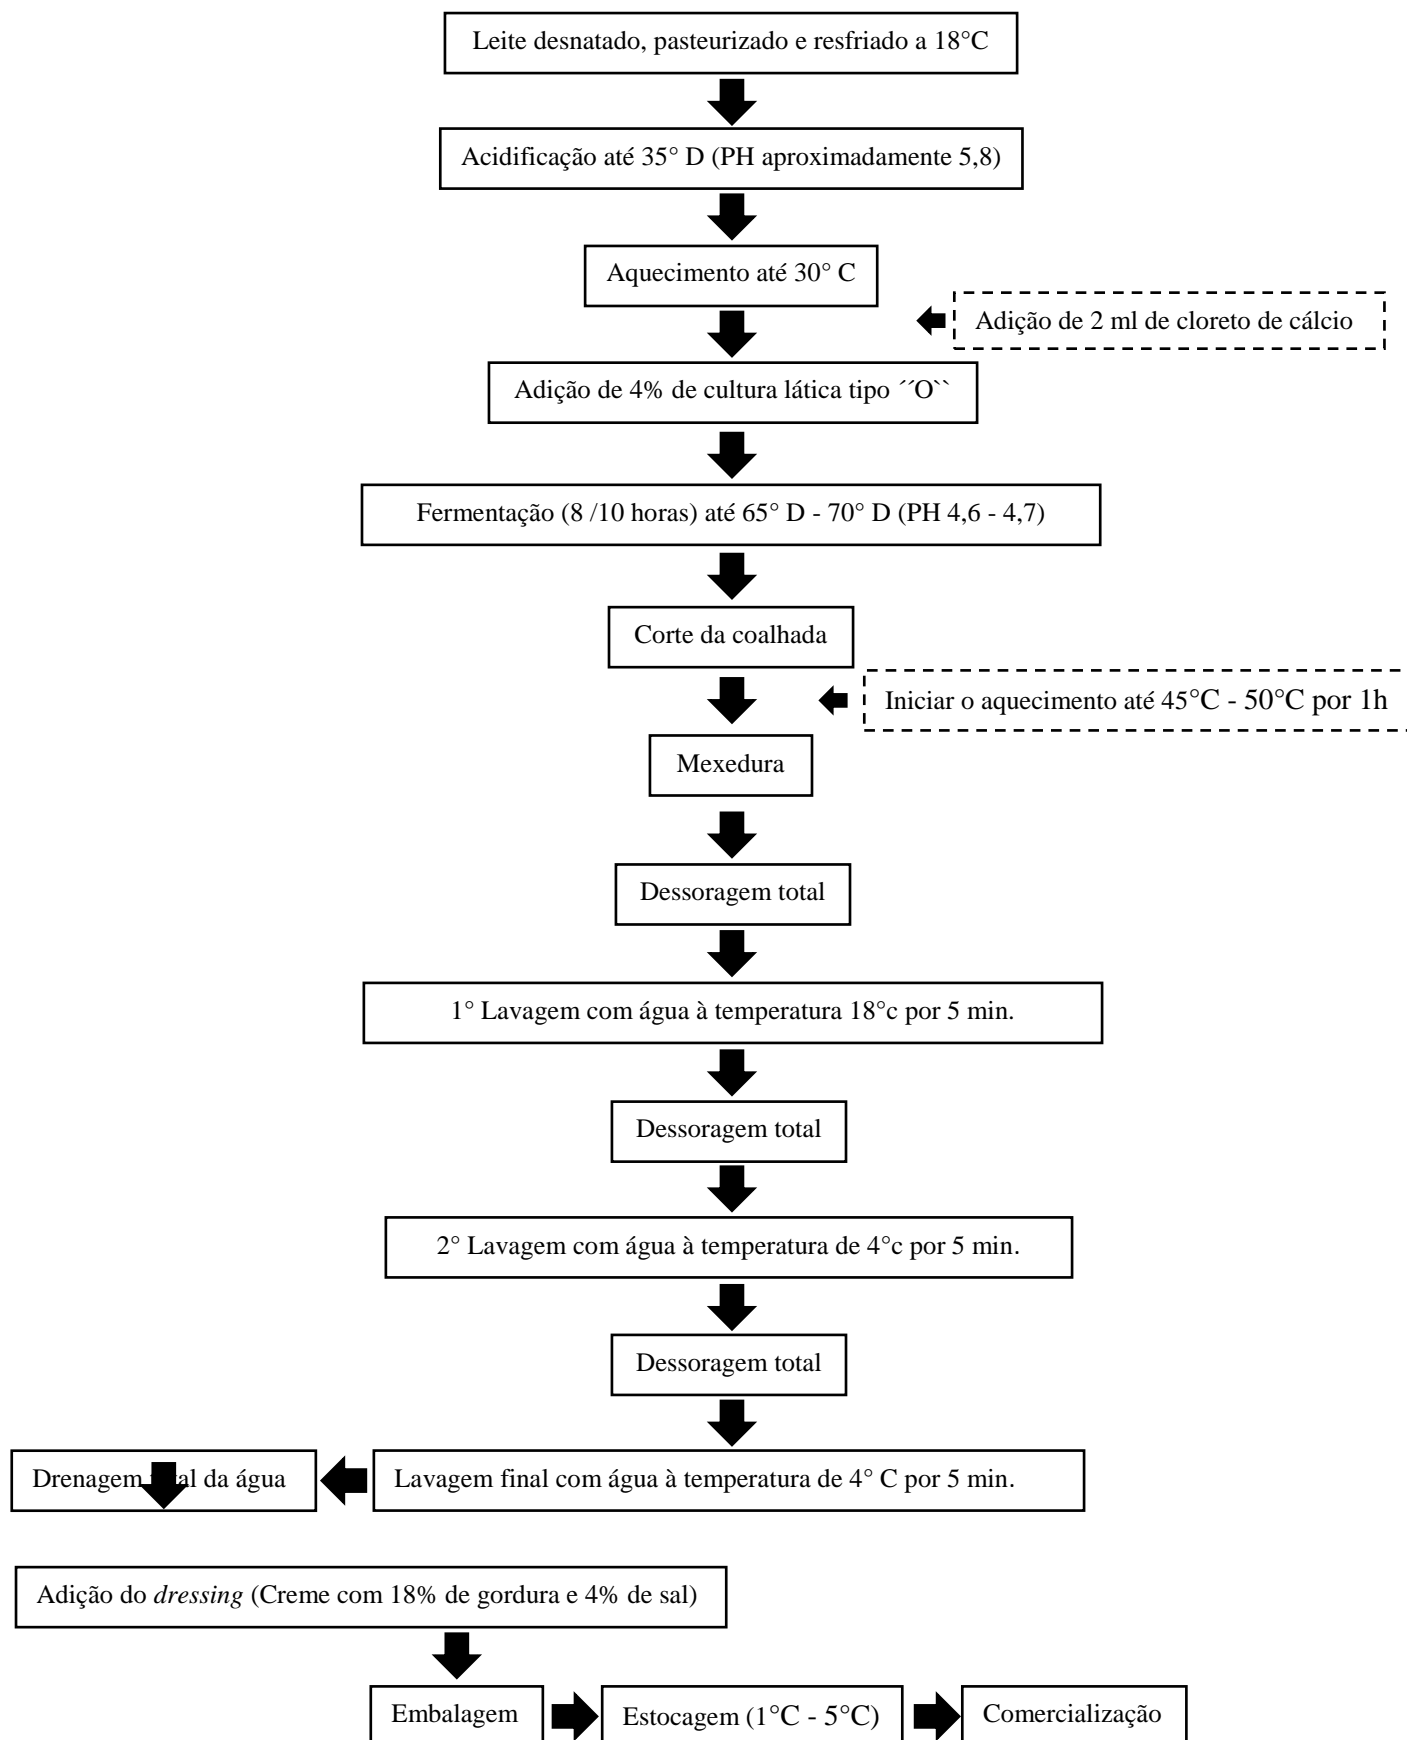 Leite desnatado, pasteurizado e resfriado a 18°C
Acidificação até 35° D (PH aproximadamente 5,8)
Aquecimento até 30° C
Adição de 2 ml de cloreto de cálcio
Adição de 4% de cultura lática tipo ´´O``
Fermentação (8 /10 horas) até 65° D - 70° D (PH 4,6 - 4,7)
Corte da coalhada
Iniciar o aquecimento até 45°C - 50°C por 1h
Mexedura
Dessoragem total
1° Lavagem com água à temperatura 18°c por 5 min.
Dessoragem total
2° Lavagem com água à temperatura de 4°c por 5 min.
Dessoragem total
Lavagem final com água à temperatura de 4° C por 5 min.
Drenagem total da água
Adição do dressing (Creme com 18% de gordura e 4% de sal)
Embalagem
Estocagem (1°C - 5°C)
Comercialização